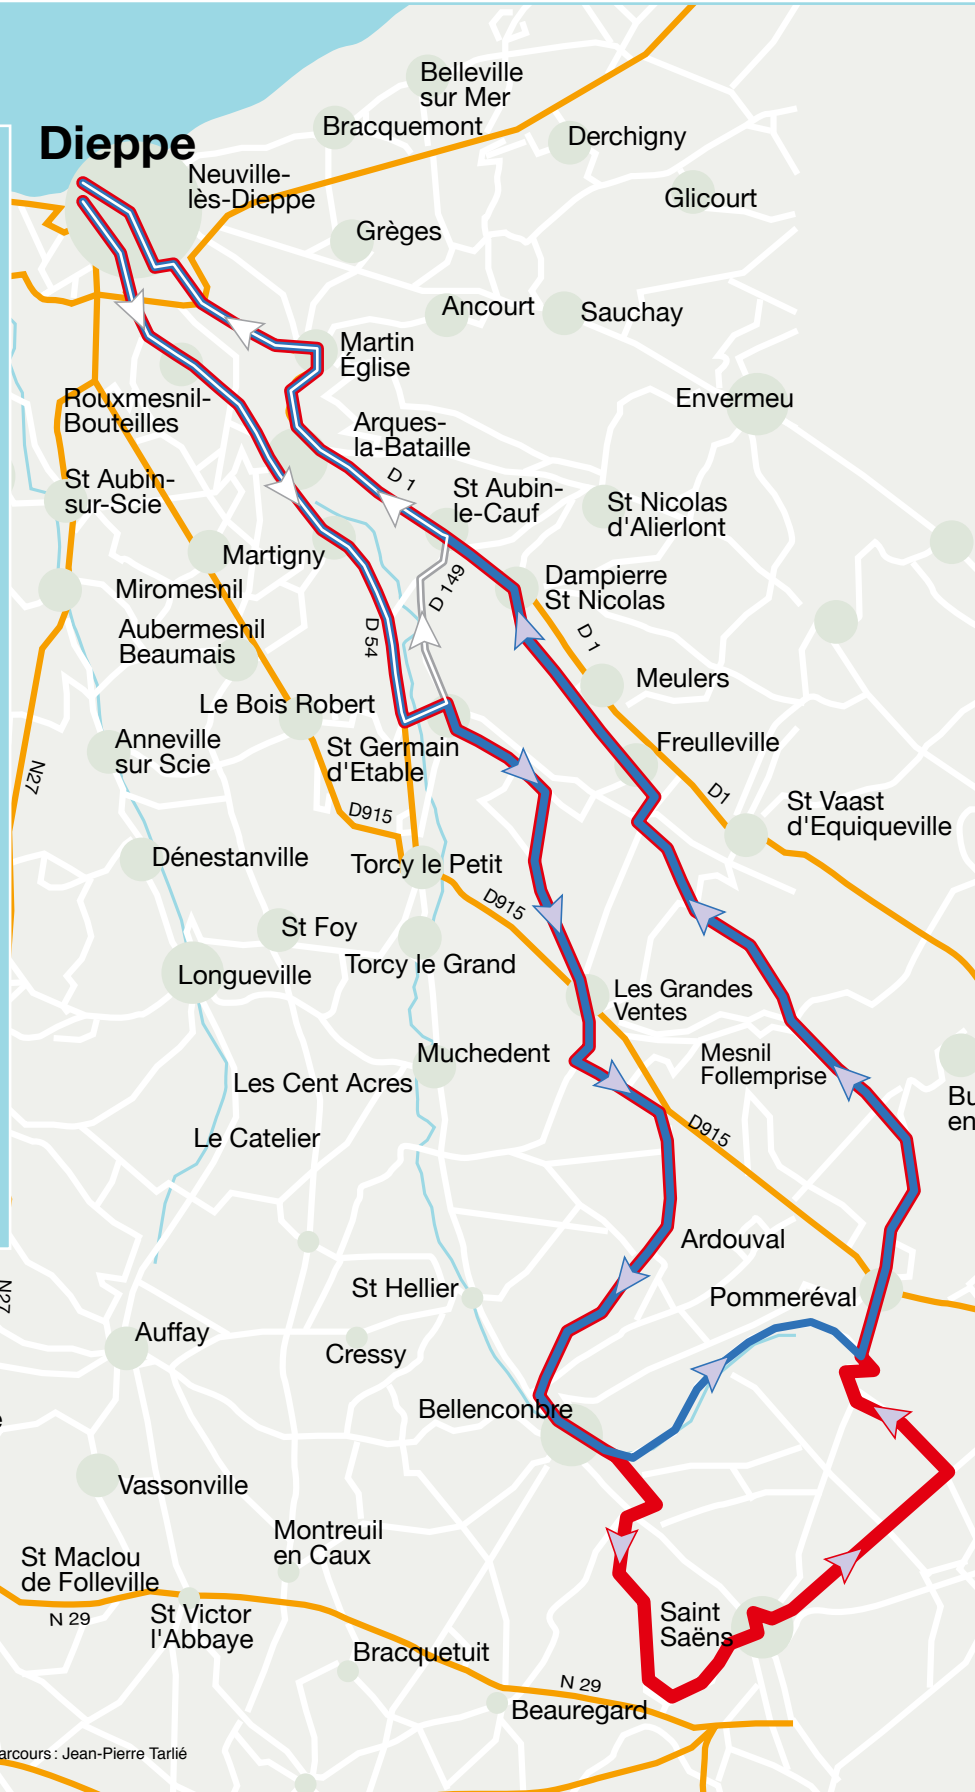 Belleville
sur Mer
Bracquemont
Derchigny
Dieppe
Neuville-
lès-Dieppe
Glicourt
Grèges
Ancourt
Sauchay
Martin
Église
Rouxmesnil-
Bouteilles
Envermeu
Arques-
la-Bataille
D 1
St Aubin-
sur-Scie
St Aubin-
le-Cauf
St Nicolas
d'Alierlont
Martigny
Miromesnil
D 149
Dampierre
St Nicolas
Aubermesnil
Beaumais
D 54
D 1
Meulers
Le Bois Robert
Anneville
sur Scie
St Germain
d'Etable
Freulleville
N27
D915
D1
St Vaast
d'Equiqueville
Dénestanville
Torcy le Petit
D915
St Foy
Longueville
Torcy le Grand
Les Grandes
Ventes
Muchedent
Mesnil
Follemprise
Les Cent Acres
Bu
en
Le Catelier
D915
Ardouval
N27
St Hellier
Pommeréval
Auffay
Cressy
Bellenconbre
e
Vassonville
Montreuil
en Caux
St Maclou
de Folleville
N 29
St Victor
l'Abbaye
Saint
Saëns
Bracquetuit
N 29
Beauregard
arcours : Jean-Pierre Tarlié